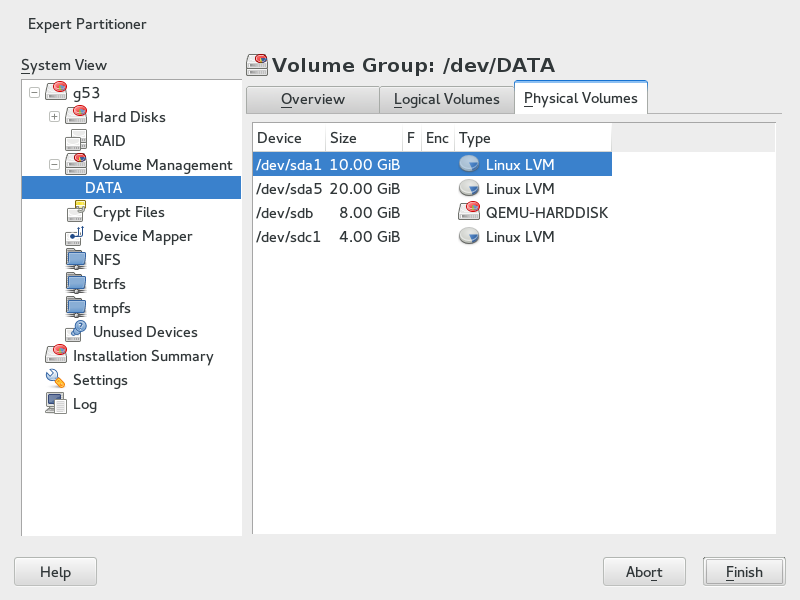 Expert Partitioner
System View
g53
Hard Disks
RAID
Volume Management
DATA
Crypt Files
Device Mapper
NFS
Btrfs
tmpfs
Unused Devices
Installation Summary
Settings
Log
Volume Group: /dev/DATA
Overview Logical Volumes Physical Volumes
Device Size F Enc Type
/dev/sda1 10.00 GiB Linux LVM
/dev/sda5 20.00 GiB Linux LVM
/dev/sdb 8.00 GiB QEMU-HARDDISK
/dev/sdc1 4.00 GiB Linux LVM
Help Abort Finish